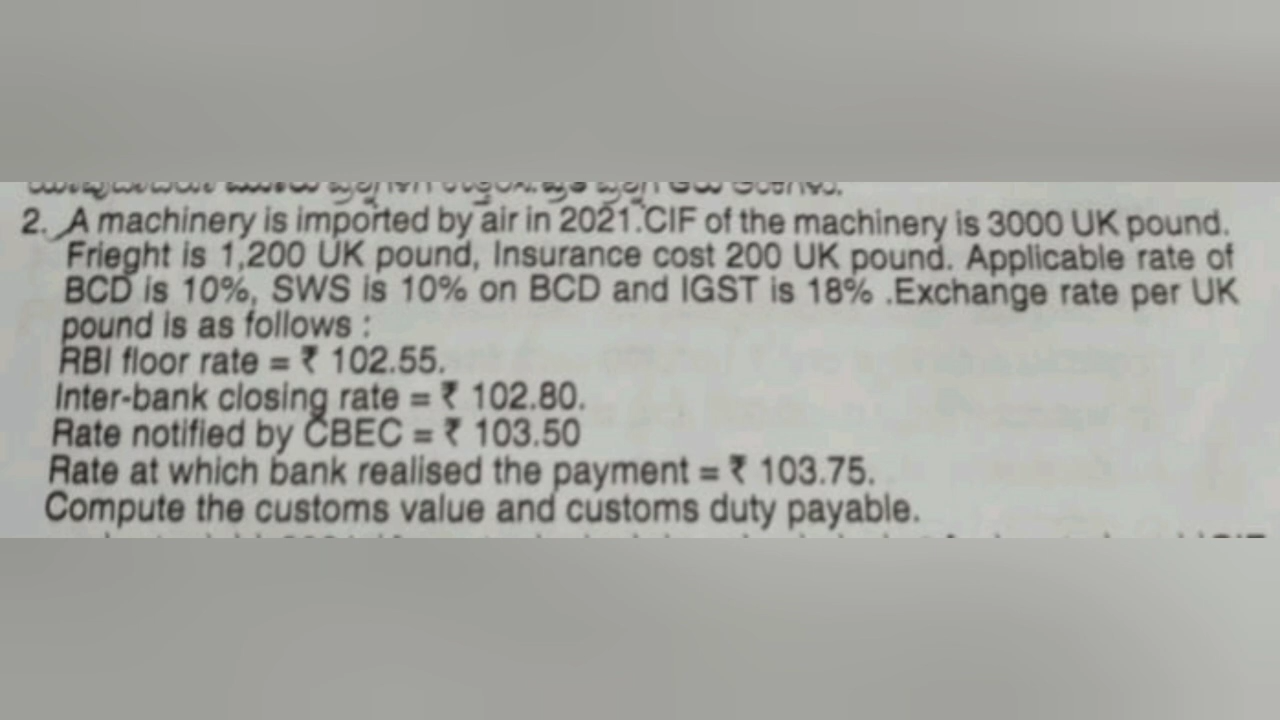 2. A machinery is imported by air in 2021.CIF of the machinery is 3000 UK pound.
Frieght is 1,200 UK pound, Insurance cost 200 UK pound. Applicable rate of
BCD is 10%, SWS is 10% on BCD and IGST is 18% .Exchange rate per UK
pound is as follows :
RBI floor rate = ₹ 102.55.
Inter-bank closing rate = ₹ 102.80.
Rate notified by CBEC = ₹ 103.50
Rate at which bank realised the payment = ₹ 103.75.
Compute the customs value and customs duty payable.